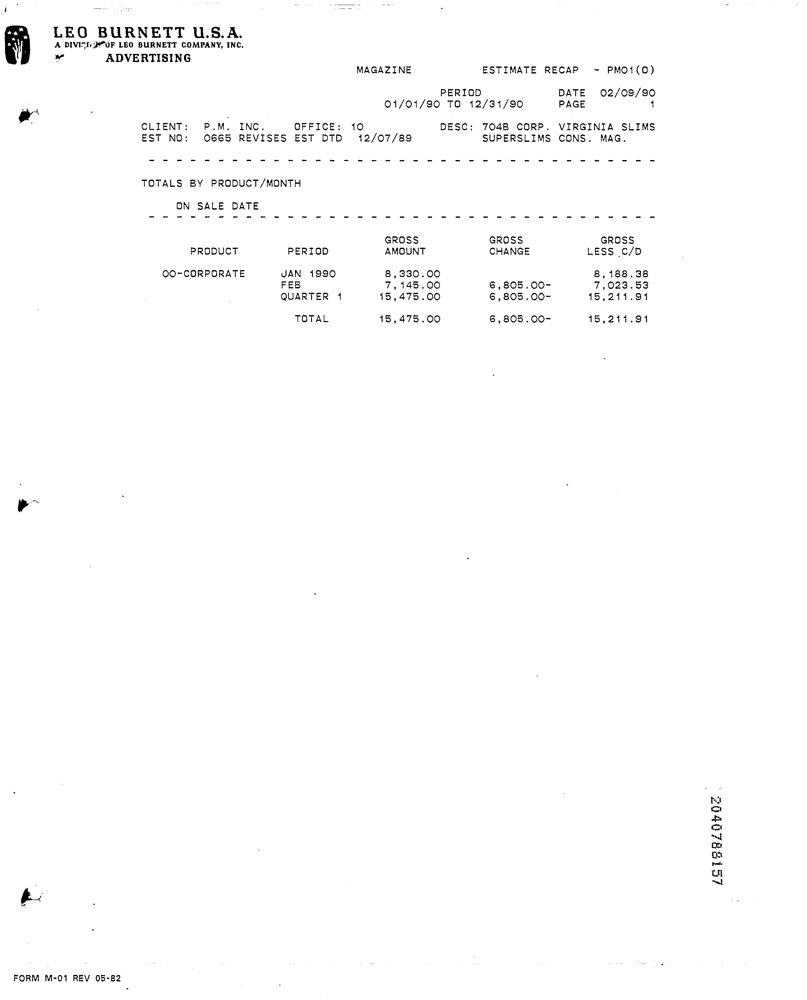 LEO BURNETT U.S.A.
A DIVISION OF LEO BURNETT COMPANY, INC.
ADVERTISING
MAGAZINE ESTIMATE RECAP - PM01(0)
PERIOD DATE 02/09/90
01/01/90 TO 12/31/90 PAGE 1
CLIENT: P.M. INC. OFFICE: 10 DESC: 704B CORP. VIRGINIA SLIMS
EST NO: 0665 REVISES EST DTD 12/07/89 SUPERSLIMS CONS. MAG.
TOTALS BY PRODUCT/MONTH
ON SALE DATE
GROSS GROSS GROSS
PRODUCT PERIOD AMOUNT CHANGE LESS C/D
00-CORPORATE JAN 1990 8,330.00 8,188.38
FEB 7,145.00 6,805.00- 7,023.53
QUARTER 1 15,475.00 6,805.00- 15,211.91
TOTAL 15,475.00 6,805.00- 15,211.91
2040788157
FORM M-01 REV 05-82